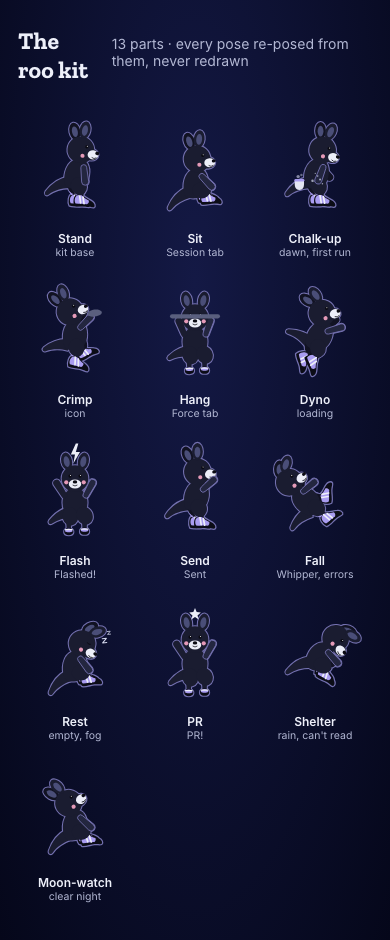 The
roo kit
13 parts · every pose re-posed from
them, never redrawn
Stand
kit base
Sit
Session tab
Chalk-up
dawn, first run
Crimp
icon
Hang
Force tab
Dyno
loading
Flash
Flashed!
Send
Sent
Fall
Whipper, errors
z
z
Rest
empty, fog
PR
PR!
Shelter
rain, can't read
Moon-watch
clear night